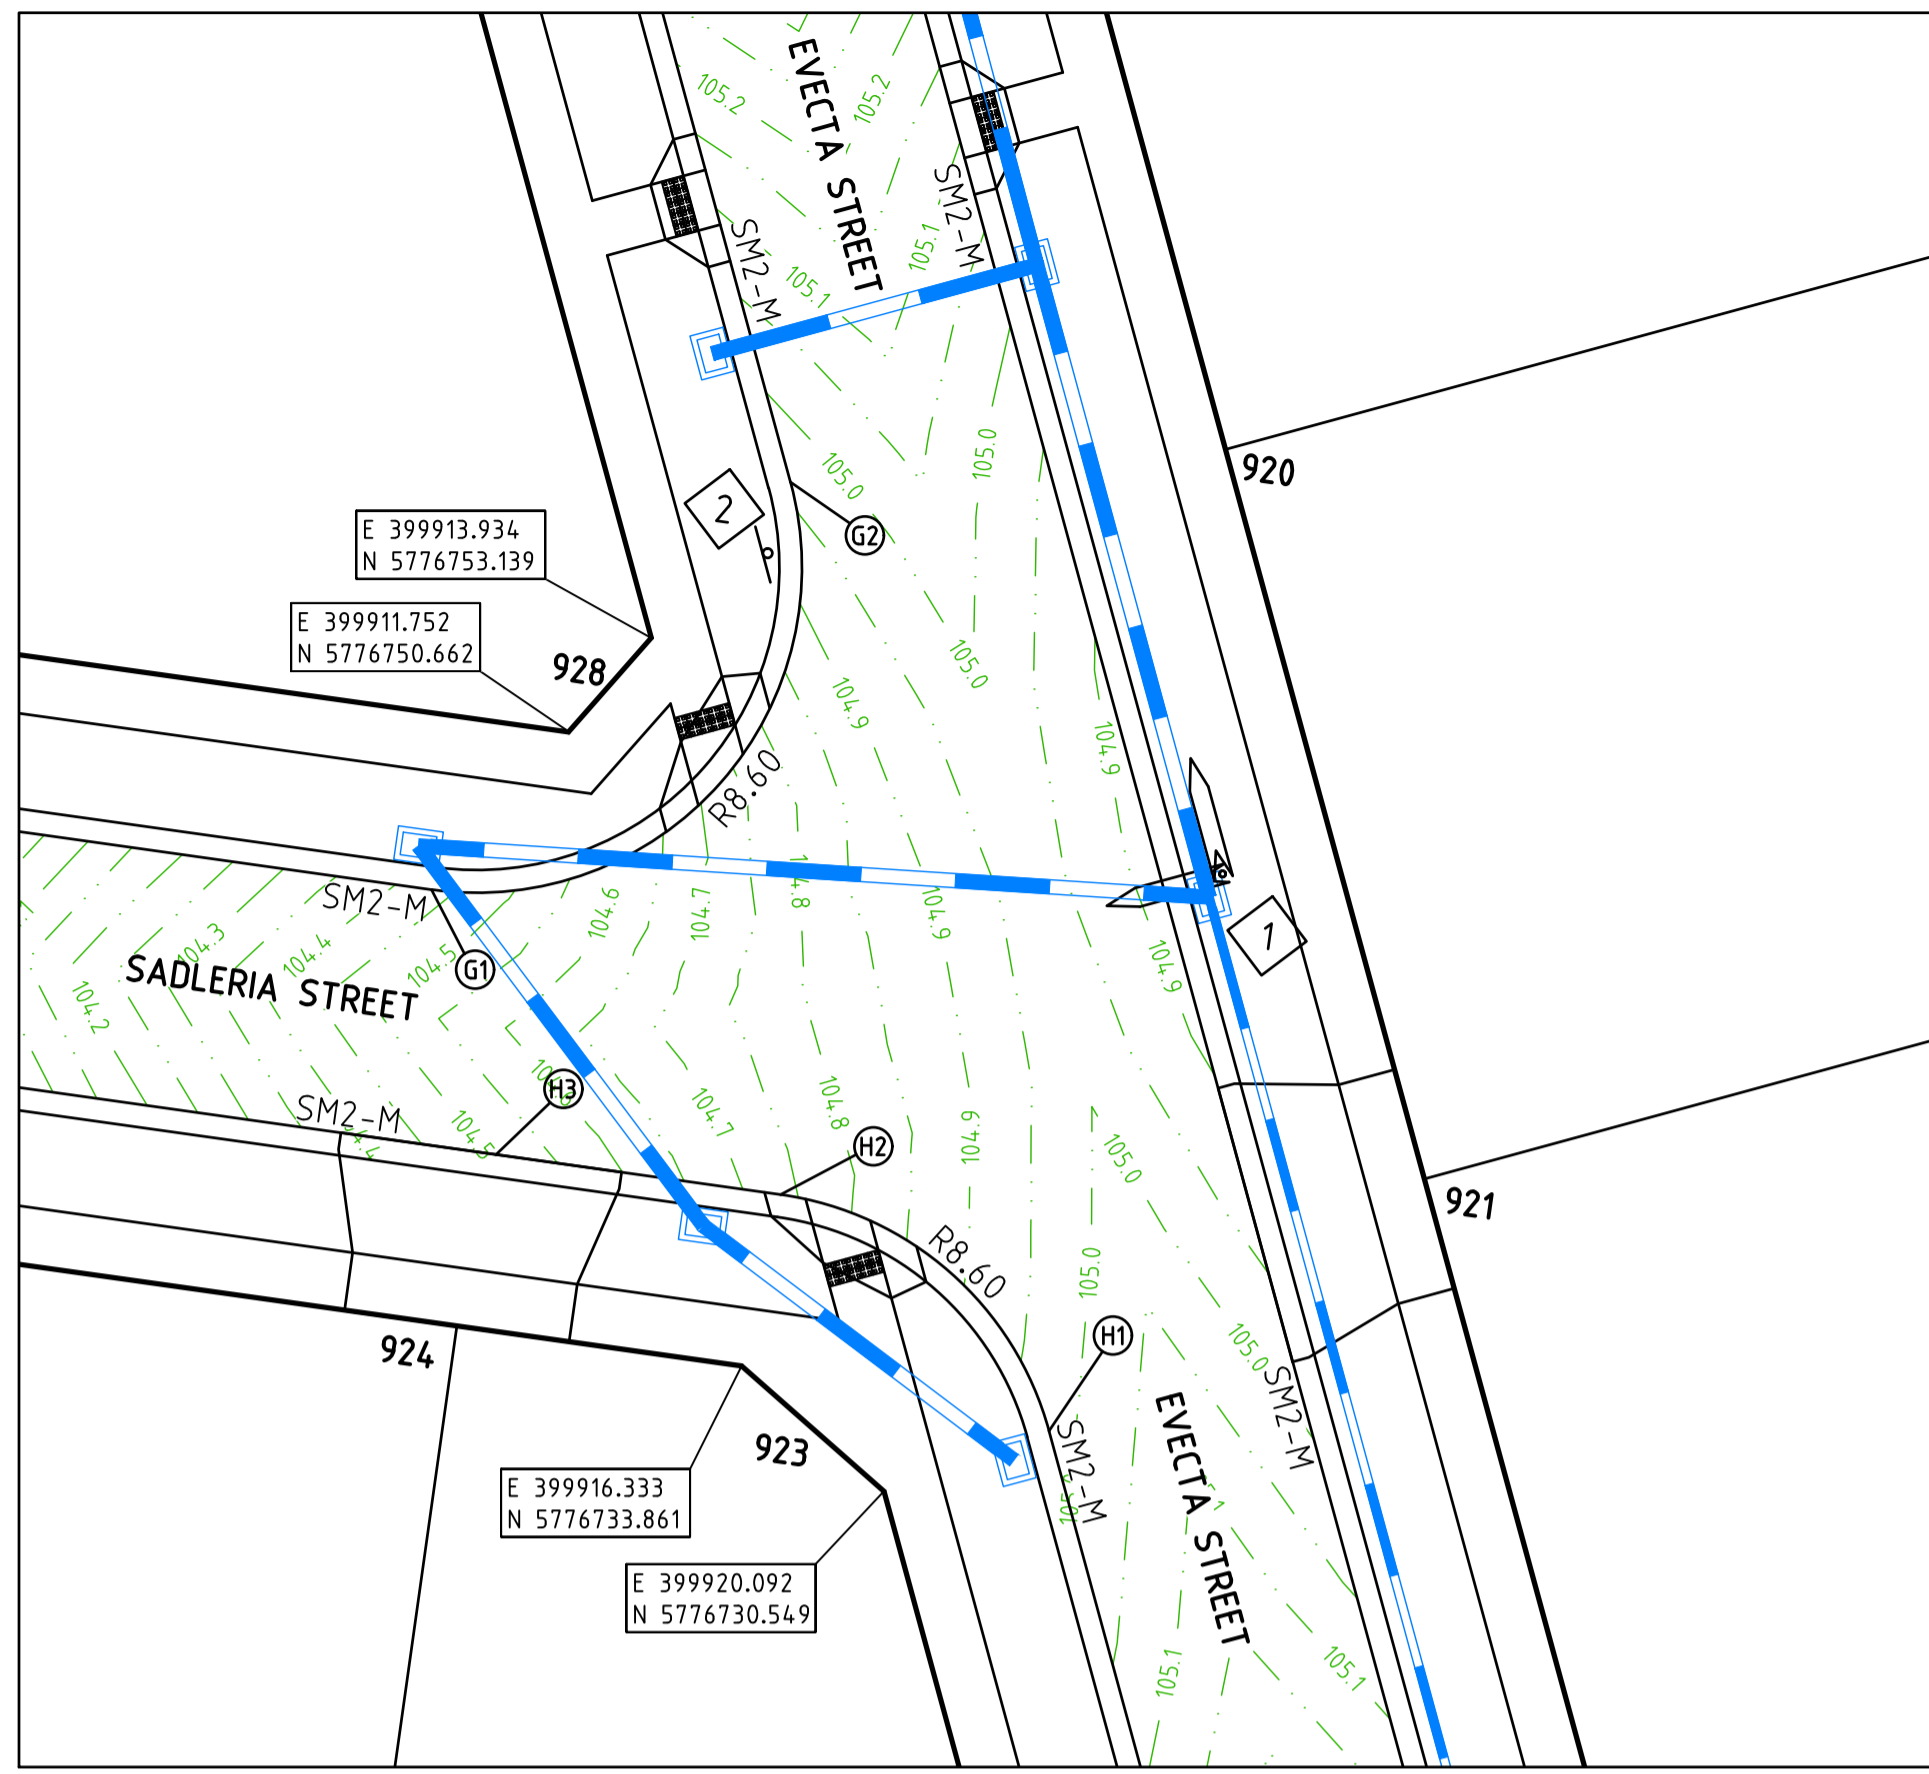 EVECTA STREET
105.2
105.2
SM2-M
SM2-M
105.1
105.1
920
105.0
105.0
2
G2
E 399913.934
N 5776753.139
E 399911.752
N 5776750.662
928
105.0
104.9
104.9
R8.60
SM2-M
104.6
104.7
104.9
104.3
104.4
104.5
G1
1
104.9
SADLERIA STREET
104.2
H3
SM2-M
104.5
104.7
104.8
H2
104.9
105.0
921
R8.60
105.0
924
H1
105.0
SM2-M
923
EVECTA STREET
SM2-M
E 399916.333
N 5776733.861
E 399920.092
N 5776730.549
105.1
105.1